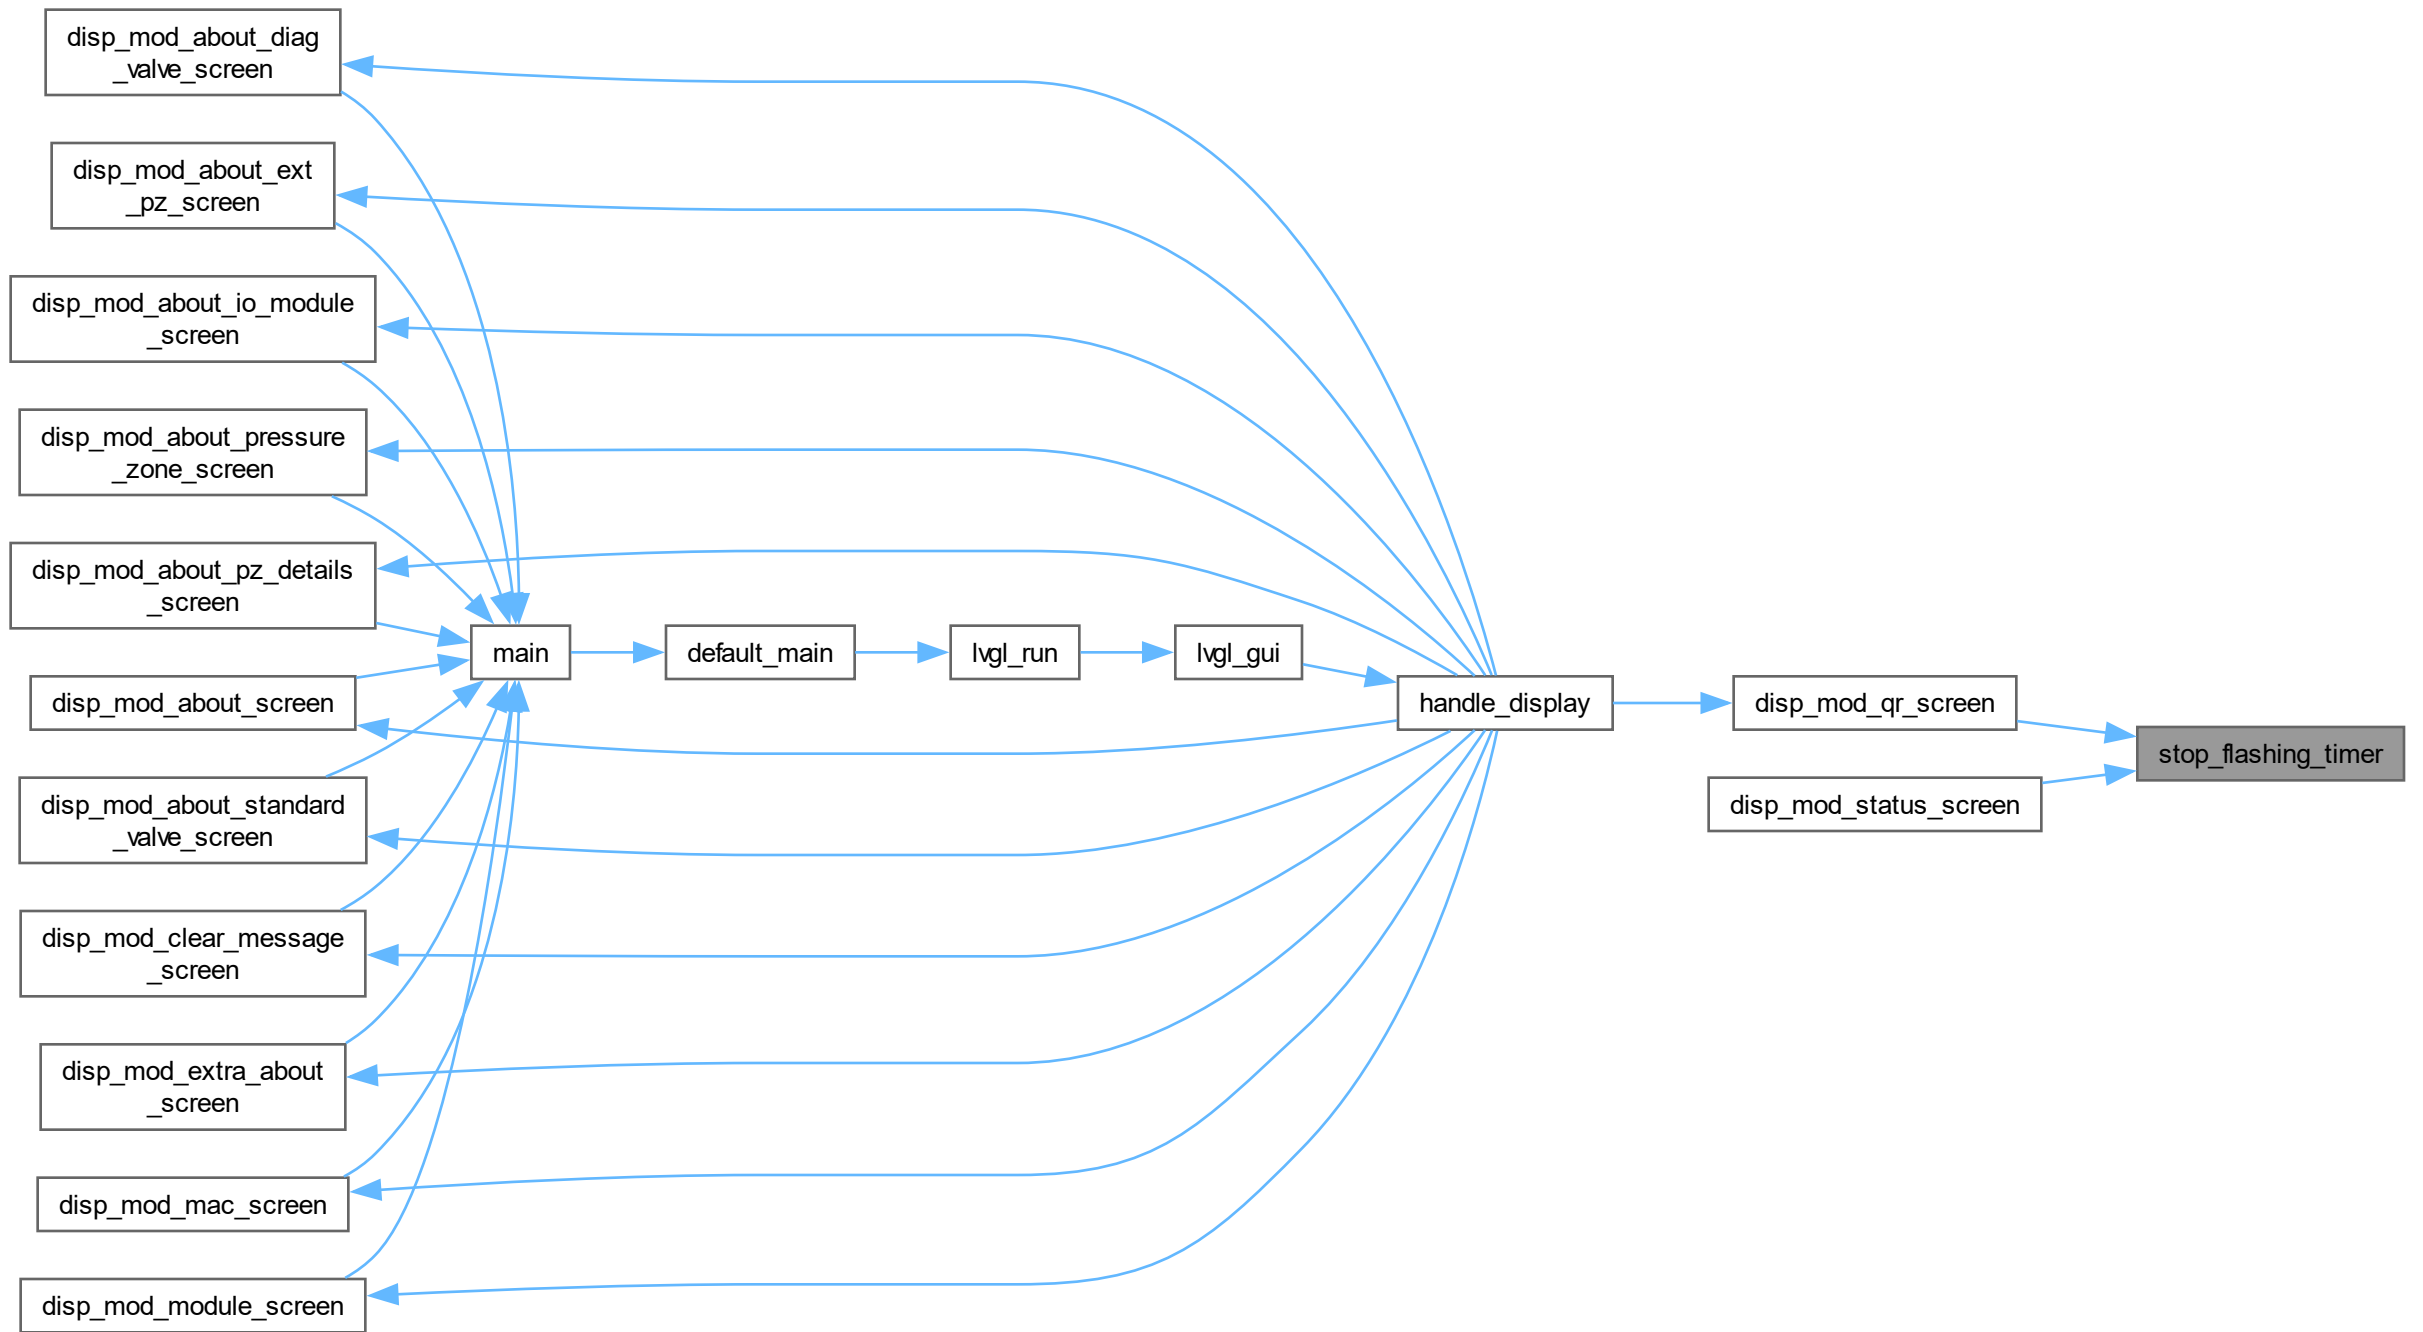 disp_mod_about_diag
_valve_screen
disp_mod_about_ext
_pz_screen
disp_mod_about_io_module
_screen
disp_mod_about_pressure
_zone_screen
disp_mod_about_pz_details
_screen
disp_mod_about_screen
disp_mod_about_standard
_valve_screen
disp_mod_clear_message
_screen
disp_mod_extra_about
_screen
disp_mod_mac_screen
disp_mod_module_screen
main
default_main
lvgl_run
lvgl_gui
handle_display
disp_mod_qr_screen
disp_mod_status_screen
stop_flashing_timer